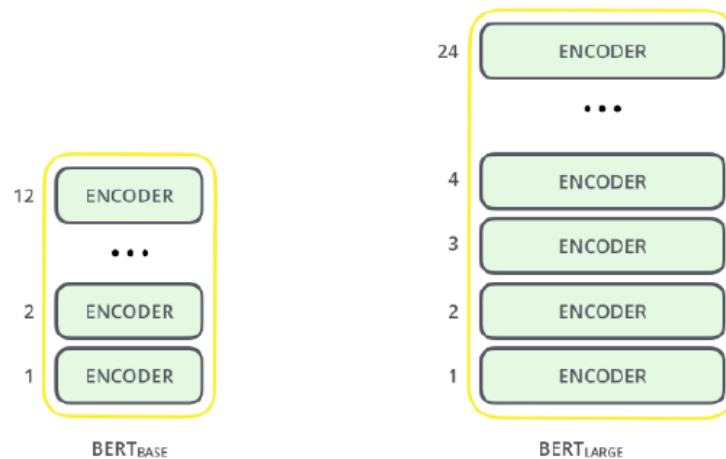 12 ENCODER
...
2 ENCODER
1 ENCODER
BERTBASE
24 ENCODER
...
4 ENCODER
3 ENCODER
2 ENCODER
1 ENCODER
BERTLARGE